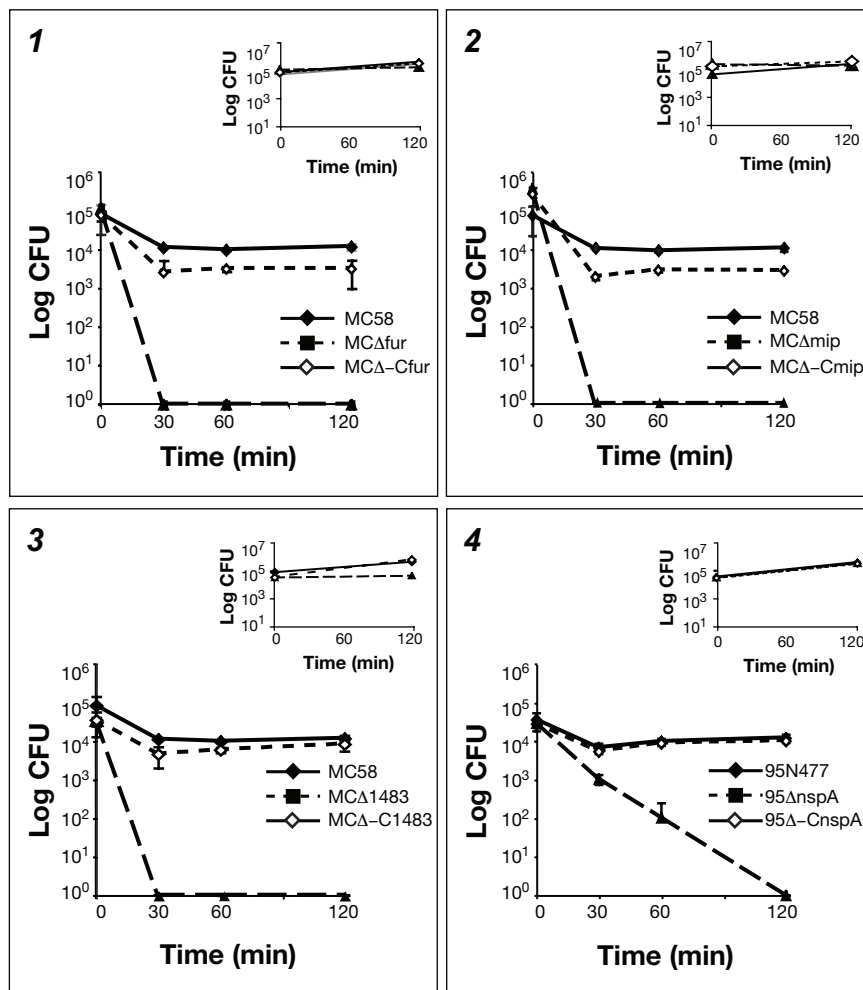 1
Log CFU
10⁷
10⁵
10³
10¹
0 60 120
Time (min)
Log CFU
10⁶
10⁵
10⁴
10³
10²
10¹
10⁰
0 30 60 120
Time (min)
MC58
MCΔfur
MCΔ-Cfur
2
Log CFU
10⁷
10⁵
10³
10¹
0 60 120
Time (min)
Log CFU
10⁶
10⁵
10⁴
10³
10²
10¹
10⁰
0 30 60 120
Time (min)
MC58
MCΔmip
MCΔ-Cmip
3
Log CFU
10⁷
10⁵
10³
10¹
0 60 120
Time (min)
Log CFU
10⁶
10⁵
10⁴
10³
10²
10¹
10⁰
0 30 60 120
Time (min)
MC58
MCΔ1483
MCΔ-C1483
4
Log CFU
10⁷
10⁵
10³
10¹
0 60 120
Time (min)
Log CFU
10⁶
10⁵
10⁴
10³
10²
10¹
10⁰
0 30 60 120
Time (min)
95N477
95ΔnspA
95Δ-CnspA